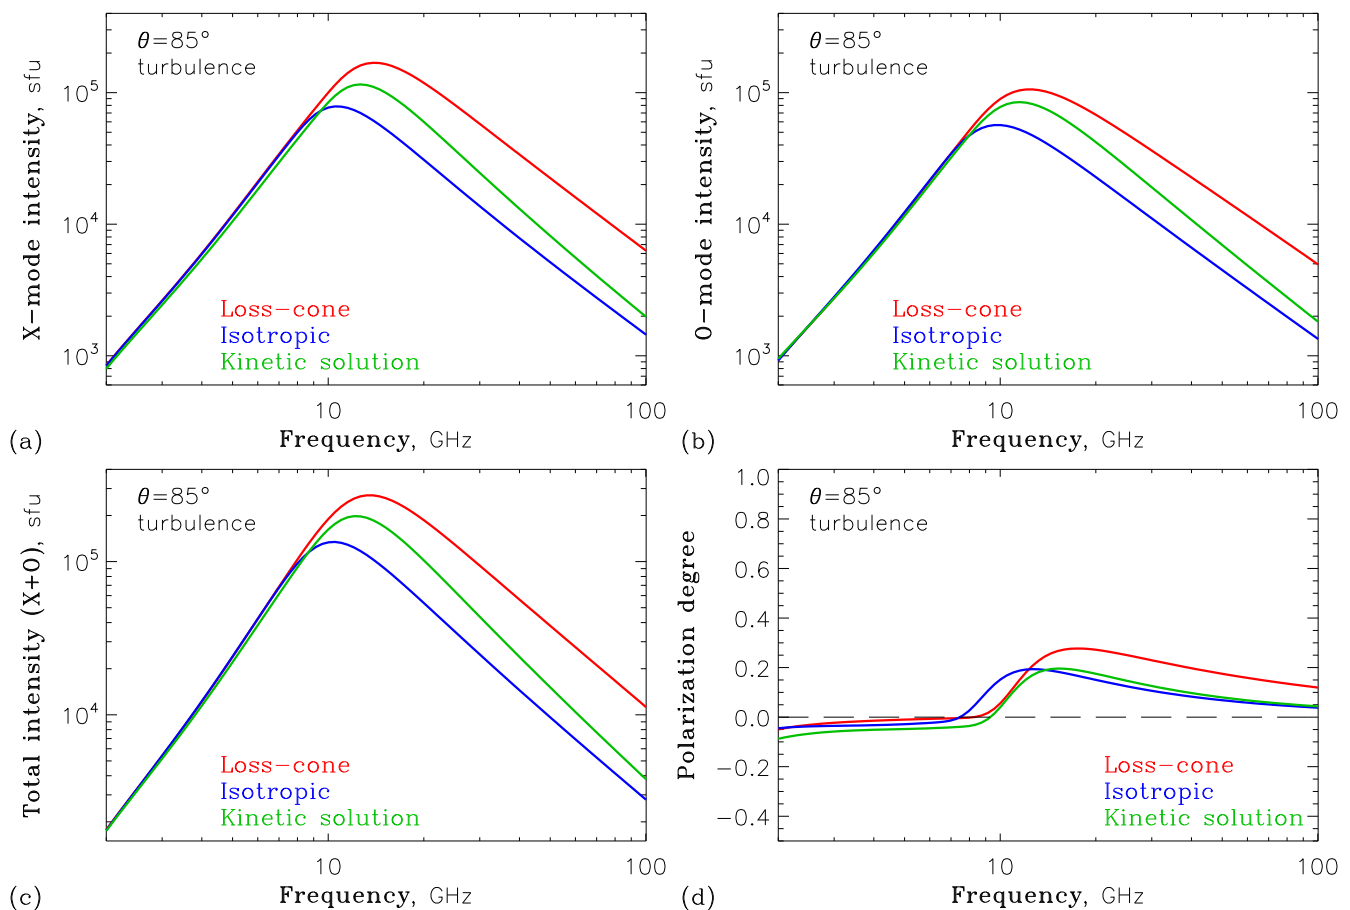 θ=85°
turbulence
X-mode intensity, sfu
10^5
10^4
10^3
Loss-cone
Isotropic
Kinetic solution
10
100
Frequency, GHz
(a)
θ=85°
turbulence
O-mode intensity, sfu
10^5
10^4
10^3
Loss-cone
Isotropic
Kinetic solution
10
100
Frequency, GHz
(b)
θ=85°
turbulence
Total intensity (X+O), sfu
10^5
10^4
Loss-cone
Isotropic
Kinetic solution
10
100
Frequency, GHz
(c)
θ=85°
turbulence
Polarization degree
1.0
0.8
0.6
0.4
0.2
0.0
-0.2
-0.4
Loss-cone
Isotropic
Kinetic solution
10
100
Frequency, GHz
(d)